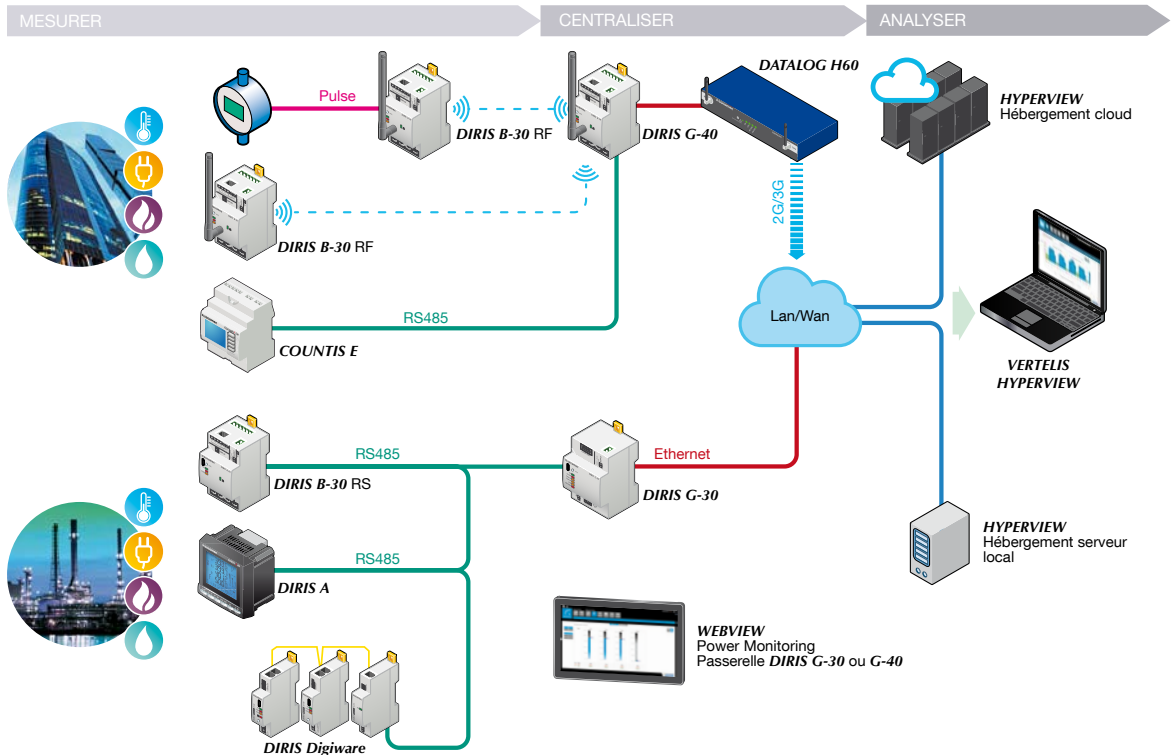 MESURER
CENTRALISER
ANALYSER
DATALOG H60
Pulse
DIRIS B-30 RF
DIRIS G-40
HYPERVIEW
Hébergement cloud
2G/3G
DIRIS B-30 RF
RS485
COUNTIS E
Lan/Wan
VERTELIS
HYPERVIEW
RS485
Ethernet
DIRIS B-30 RS
DIRIS G-30
HYPERVIEW
Hébergement serveur
local
RS485
DIRIS A
WEBVIEW
Power Monitoring
Passerelle DIRIS G-30 ou G-40
DIRIS Digiware